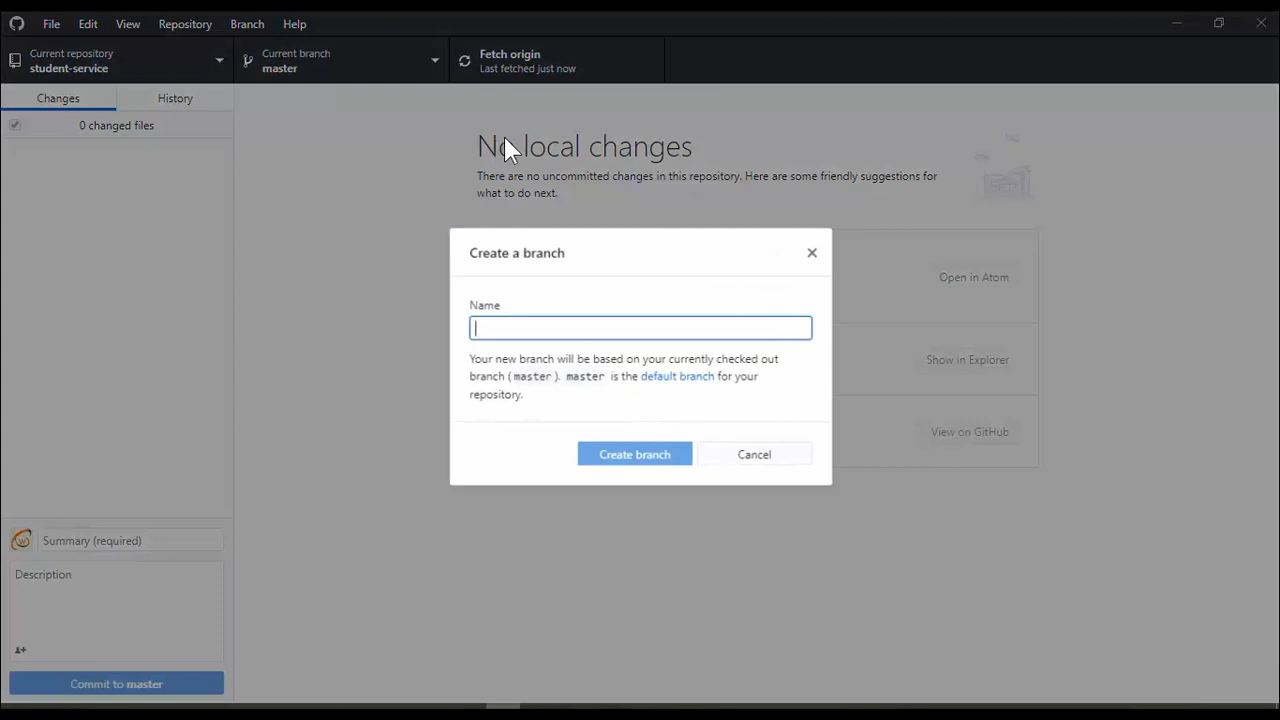 File Edit View Repository Branch Help
Current repository
student-service
Current branch
master
Fetch origin
Last fetched just now
Changes History
0 changed files
No local changes
There are no uncommitted changes in this repository. Here are some friendly suggestions for
what to do next.
Create a branch
Name
Your new branch will be based on your currently checked out
branch (master). master is the default branch for your
repository.
Create branch Cancel
Open in Atom
Show in Explorer
View on GitHub
Summary (required)
Description
Commit to master